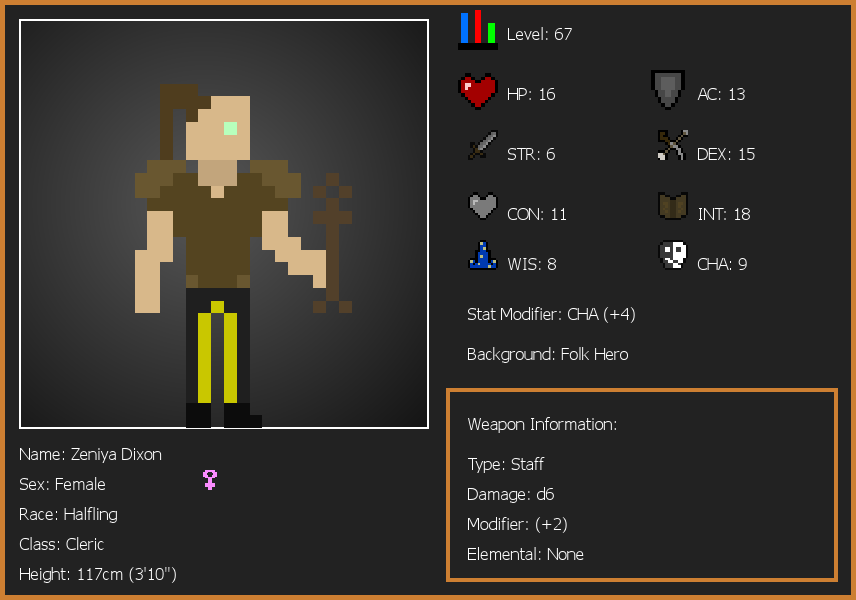 Level: 67
HP: 16
AC: 13
STR: 6
DEX: 15
CON: 11
INT: 18
WIS: 8
CHA: 9
Stat Modifier: CHA (+4)
Background: Folk Hero
Weapon Information:
Type: Staff
Damage: d6
Modifier: (+2)
Elemental: None
Name: Zeniya Dixon
Sex: Female
Race: Halfling
Class: Cleric
Height: 117cm (3'10")